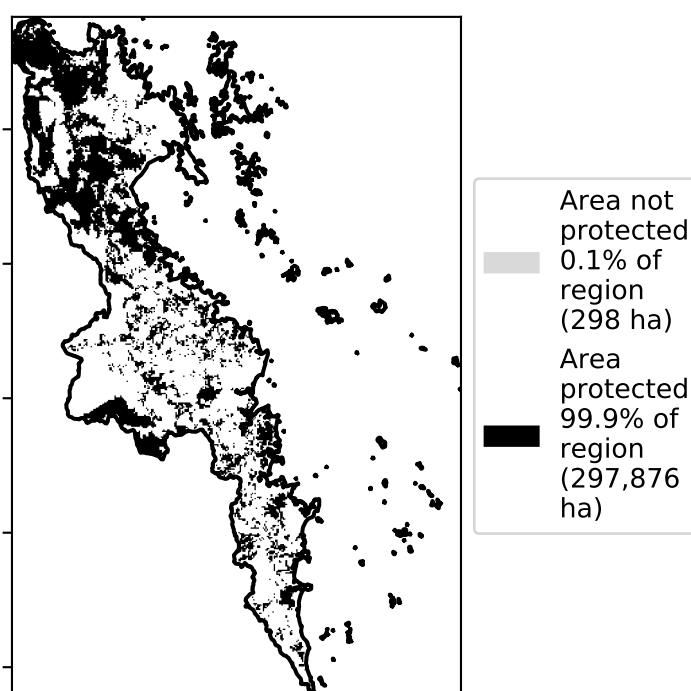 Area not
protected
0.1% of
region
(298 ha)
Area
protected
99.9% of
region
(297,876
ha)